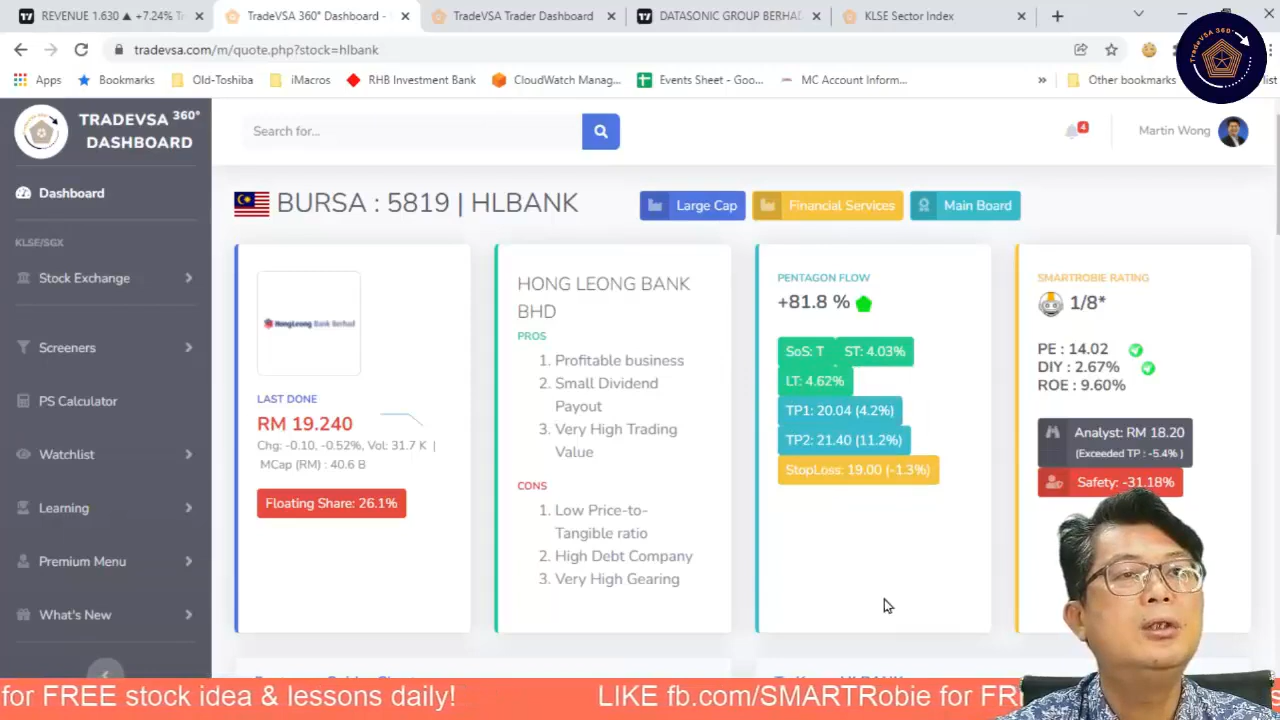 REVENUE 1.630 ▲ +7.24%
TradeVSA 360° Dashboard -
TradeVSA Trader Dashboard
DATASONIC GROUP BERHAD
KLSE Sector Index
tradevsa.com/m/quote.php?stock=hlbank
Apps
Bookmarks
Old-Toshiba
iMacros
RHB Investment Bank
CloudWatch Manag...
Events Sheet - Goo...
MC Account Inform...
»
Other bookmarks
TradeVSA 360°
TRADEVSA 360°
DASHBOARD
Search for...
4
Martin Wong
Dashboard
KLSE/SGX
Stock Exchange
Screeners
PS Calculator
Watchlist
Learning
Premium Menu
What's New
BURSA : 5819 | HLBANK
Large Cap
Financial Services
Main Board
HongLeong Bank Berhad
LAST DONE
RM 19.240
Chg: -0.10, -0.52%, Vol: 31.7 K |
MCap (RM) : 40.6 B
Floating Share: 26.1%
HONG LEONG BANK
BHD
PROS
1. Profitable business
2. Small Dividend
Payout
3. Very High Trading
Value
CONS
1. Low Price-to-
Tangible ratio
2. High Debt Company
3. Very High Gearing
PENTAGON FLOW
+81.8 %
SoS: T
ST: 4.03%
LT: 4.62%
TP1: 20.04 (4.2%)
TP2: 21.40 (11.2%)
StopLoss: 19.00 (-1.3%)
SMARTROBIE RATING
1/8*
PE : 14.02
DIY : 2.67%
ROE : 9.60%
Analyst: RM 18.20
(Exceeded TP : -5.4% )
Safety: -31.18%
for FREE stock idea & lessons daily!
LIKE fb.com/SMARTRobie for FR